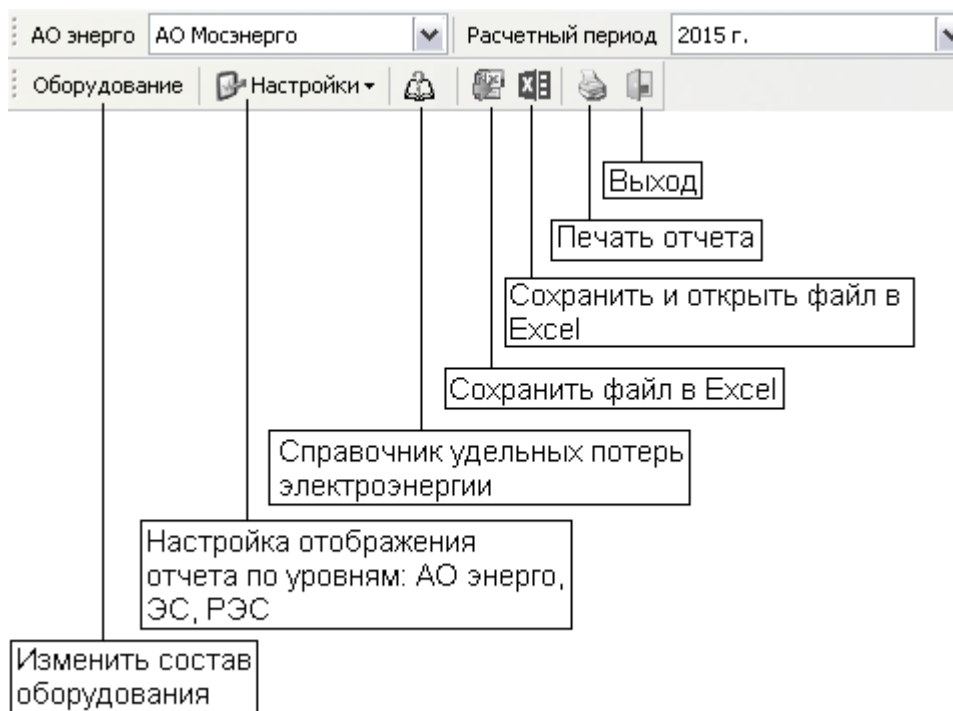 АО энерго АО Мосэнерго Расчетный период 2015 г.
Оборудование Настройки
Выход
Печать отчета
Сохранить и открыть файл в
Excel
Сохранить файл в Excel
Справочник удельных потерь
электроэнергии
Настройка отображения
отчета по уровням: АО энерго,
ЭС, РЭС
Изменить состав
оборудования